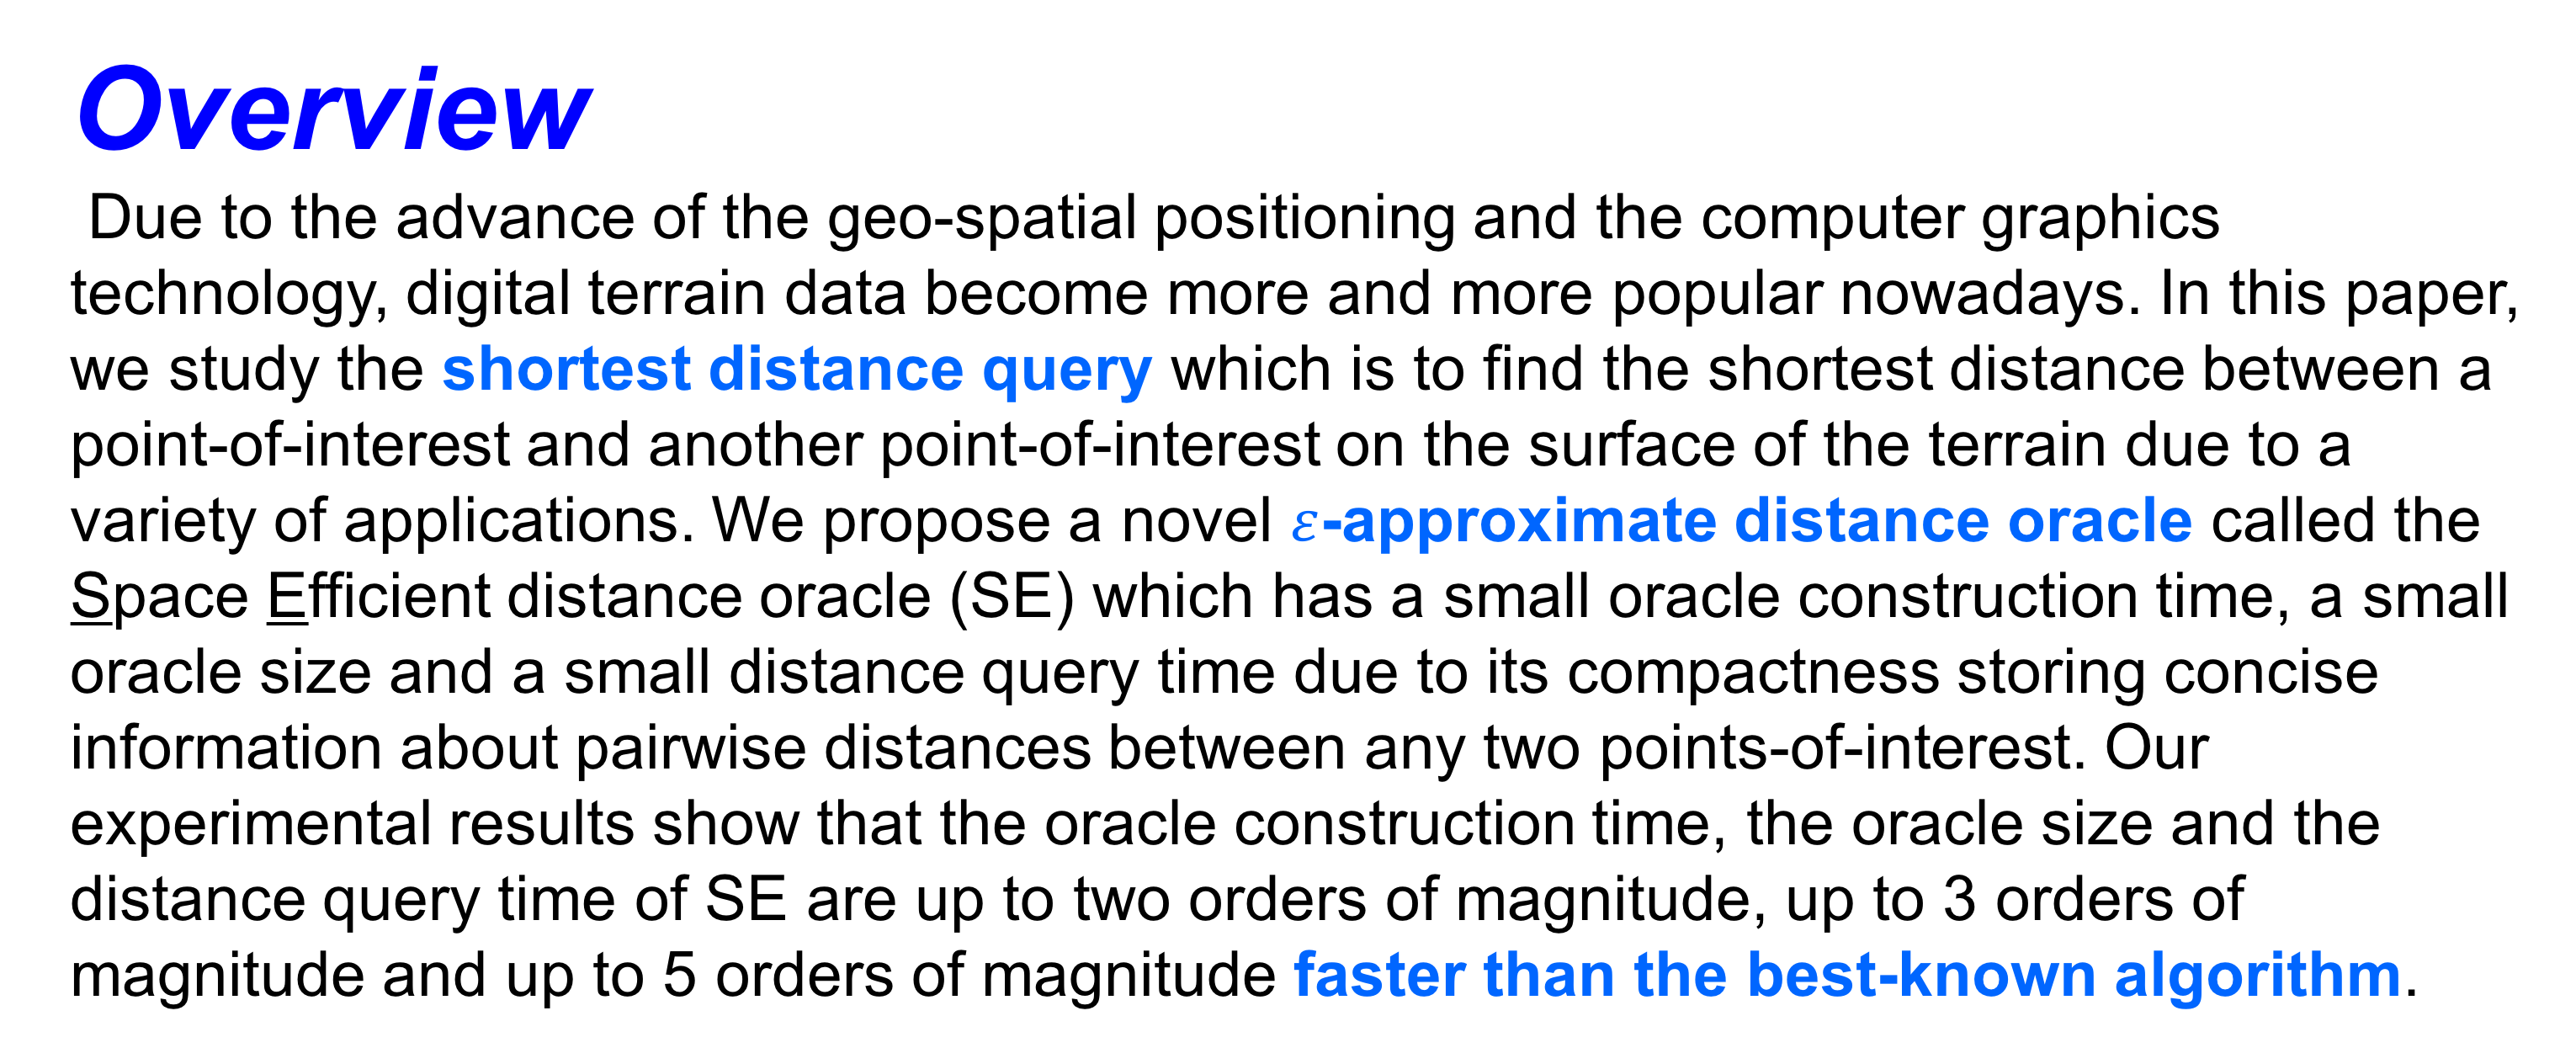 Overview
Due to the advance of the geo-spatial positioning and the computer graphics
technology, digital terrain data become more and more popular nowadays. In this paper,
we study the shortest distance query which is to find the shortest distance between a
point-of-interest and another point-of-interest on the surface of the terrain due to a
variety of applications. We propose a novel ε-approximate distance oracle called the
Space Efficient distance oracle (SE) which has a small oracle construction time, a small
oracle size and a small distance query time due to its compactness storing concise
information about pairwise distances between any two points-of-interest. Our
experimental results show that the oracle construction time, the oracle size and the
distance query time of SE are up to two orders of magnitude, up to 3 orders of
magnitude and up to 5 orders of magnitude faster than the best-known algorithm.